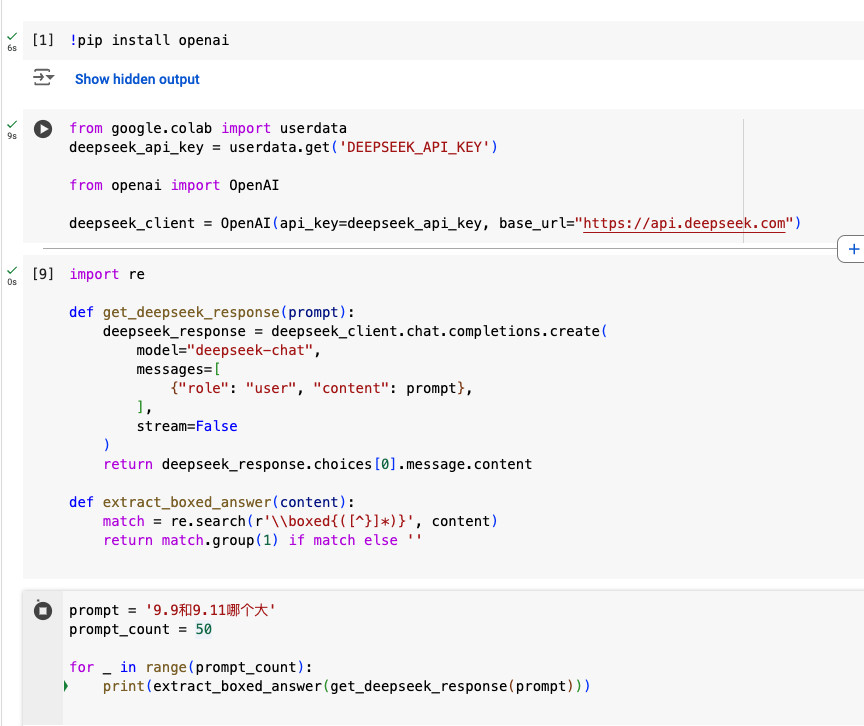 [1] !pip install openai
6s
Show hidden output
from google.colab import userdata
9s
deepseek_api_key = userdata.get('DEEPSEEK_API_KEY')
from openai import OpenAI
deepseek_client = OpenAI(api_key=deepseek_api_key, base_url="https://api.deepseek.com")
[9] import re
0s
def get_deepseek_response(prompt):
    deepseek_response = deepseek_client.chat.completions.create(
        model="deepseek-chat",
        messages=[
            {"role": "user", "content": prompt},
        ],
        stream=False
    )
    return deepseek_response.choices[0].message.content
def extract_boxed_answer(content):
    match = re.search(r'\\boxed{([^}]*)}', content)
    return match.group(1) if match else ''
prompt = '9.9和9.11哪个大'
prompt_count = 50
for _ in range(prompt_count):
    print(extract_boxed_answer(get_deepseek_response(prompt)))